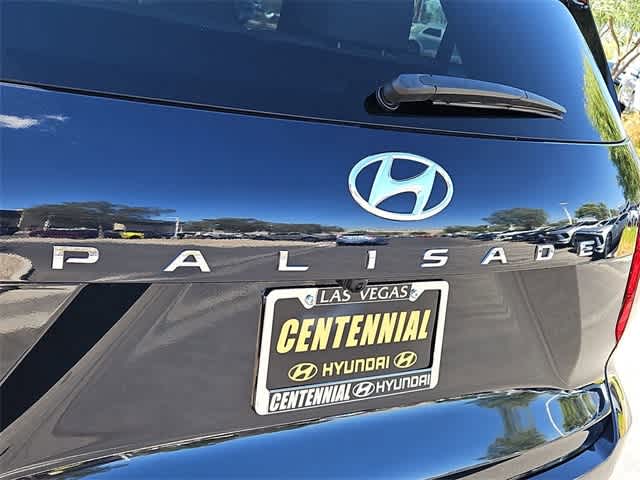 PALISADE
LAS VEGAS
CENTENNIAL
HYUNDAI
CENTENNIAL HYUNDAI